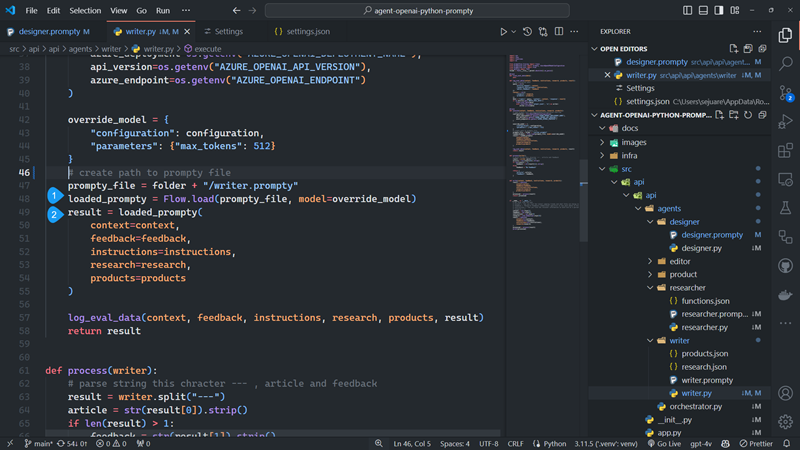 File Edit Selection View Go Run ···
agent-openai-python-prompty
designer.prompty M
writer.py I, M, M
Settings
settings.json
src > api > api > agents > writer > writer.py > execute
38 api_version=os.getenv("AZURE_OPENAI_API_VERSION"),
39 azure_endpoint=os.getenv("AZURE_OPENAI_ENDPOINT")
40 )
41
42 override_model = {
43 "configuration": configuration,
44 "parameters": {"max_tokens": 512}
45 }
46 # create path to prompty file
47 prompty_file = folder + "/writer.prompty"
1
48 loaded_prompty = Flow.load(prompty_file, model=override_model)
2
49 result = loaded_prompty(
50 context=context,
51 feedback=feedback,
52 instructions=instructions,
53 research=research,
54 products=products
55 )
56
57 log_eval_data(context, feedback, instructions, research, products, result)
58 return result
59
60
61 def process(writer):
62 # parse string this chracter --- , article and feedback
63 result = writer.split("---")
64 article = str(result[0]).strip()
65 if len(result) > 1:
feedback = str(result[1]).strip()
EXPLORER ···
OPEN EDITORS
designer.prompty src\api\api\agent... M
writer.py src\api\api\agents\writer I, M, M
Settings
settings.json C:\Users\sejuare\AppData\Ro...
AGENT-OPENAI-PYTHON-PROMP...
docs
images
infra
src
api
api
agents
designer
designer.prompty M
designer.py I, M
editor
product
researcher
functions.json
researcher.promp... I, M
researcher.py I, M
writer
products.json
research.json
writer.prompty
writer.py I, M, M
orchestrator.py I, M
__init__.py I, M
app.py I, M
2
main* 54↓ 0↑ 0 0 0 Ln 46, Col 5 Spaces: 4 UTF-8 CRLF Python 3.11.5 ('.venv': venv) Go Live gpt-4v Prettier